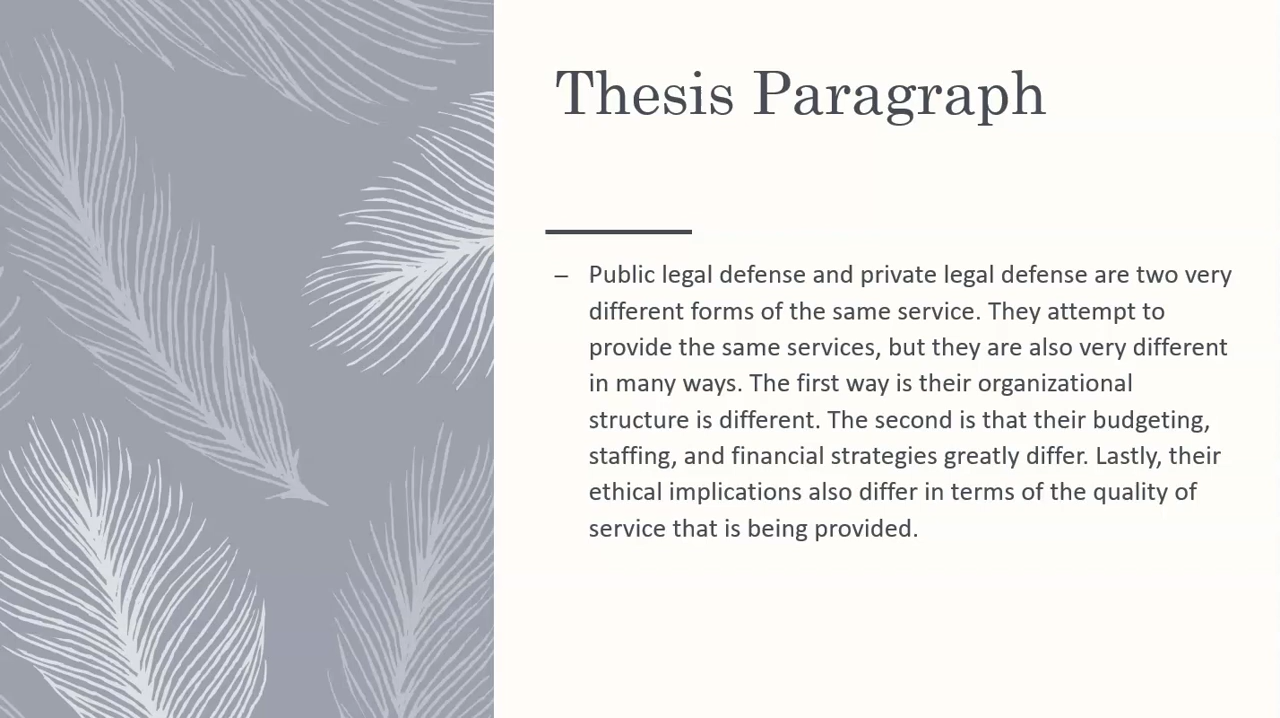 Thesis Paragraph
– Public legal defense and private legal defense are two very
different forms of the same service. They attempt to
provide the same services, but they are also very different
in many ways. The first way is their organizational
structure is different. The second is that their budgeting,
staffing, and financial strategies greatly differ. Lastly, their
ethical implications also differ in terms of the quality of
service that is being provided.